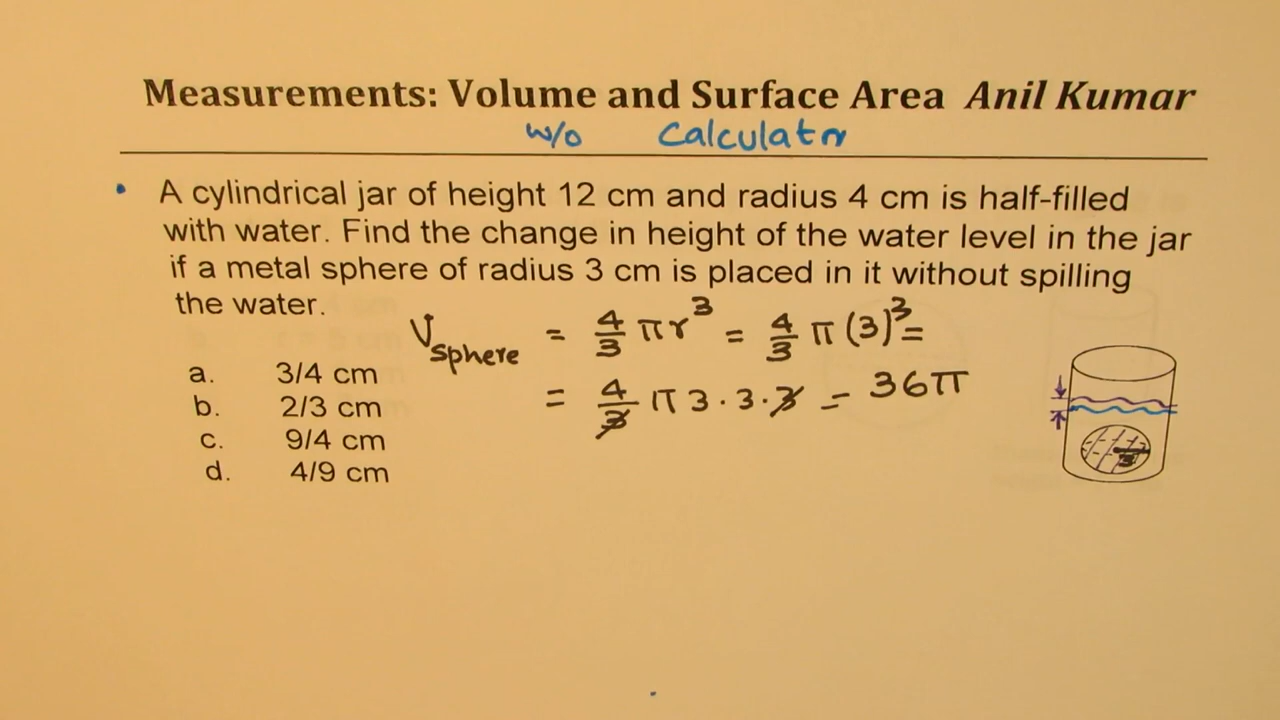 Measurements: Volume and Surface Area Anil Kumar
w/o Calculator
• A cylindrical jar of height 12 cm and radius 4 cm is half-filled
with water. Find the change in height of the water level in the jar
if a metal sphere of radius 3 cm is placed in it without spilling
the water.
V sphere = 4/3 πr³ = 4/3 π (3)³ =
= 4/3 π 3 · 3 · 3 = 36π
a. 3/4 cm
b. 2/3 cm
c. 9/4 cm
d. 4/9 cm
3